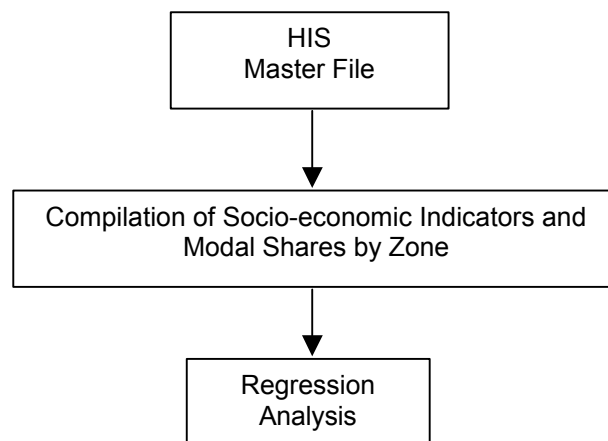 HIS
Master File
Compilation of Socio-economic Indicators and
Modal Shares by Zone
Regression
Analysis